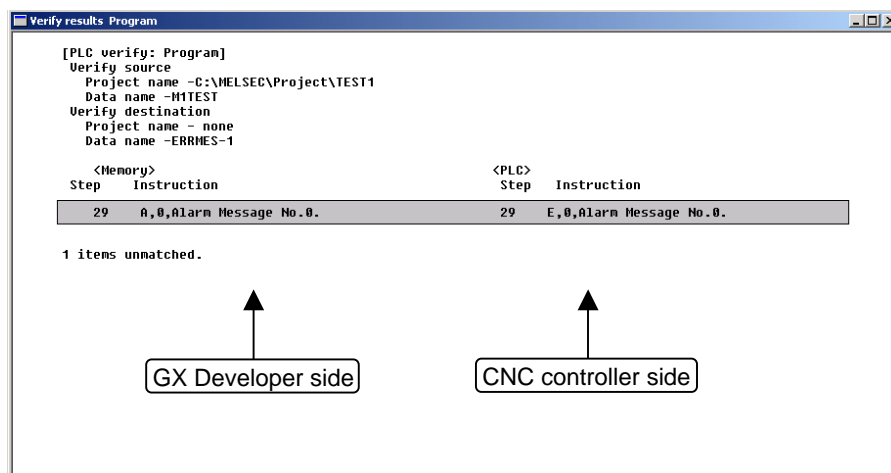 Verify results Program
[PLC verify: Program]
Verify source
Project name -C:\MELSEC\Project\TEST1
Data name -M1TEST
Verify destination
Project name - none
Data name -ERRMES-1
<Memory> <PLC>
Step Instruction Step Instruction
29 A,0,Alarm Message No.0. 29 E,0,Alarm Message No.0.
1 items unmatched.
GX Developer side CNC controller side